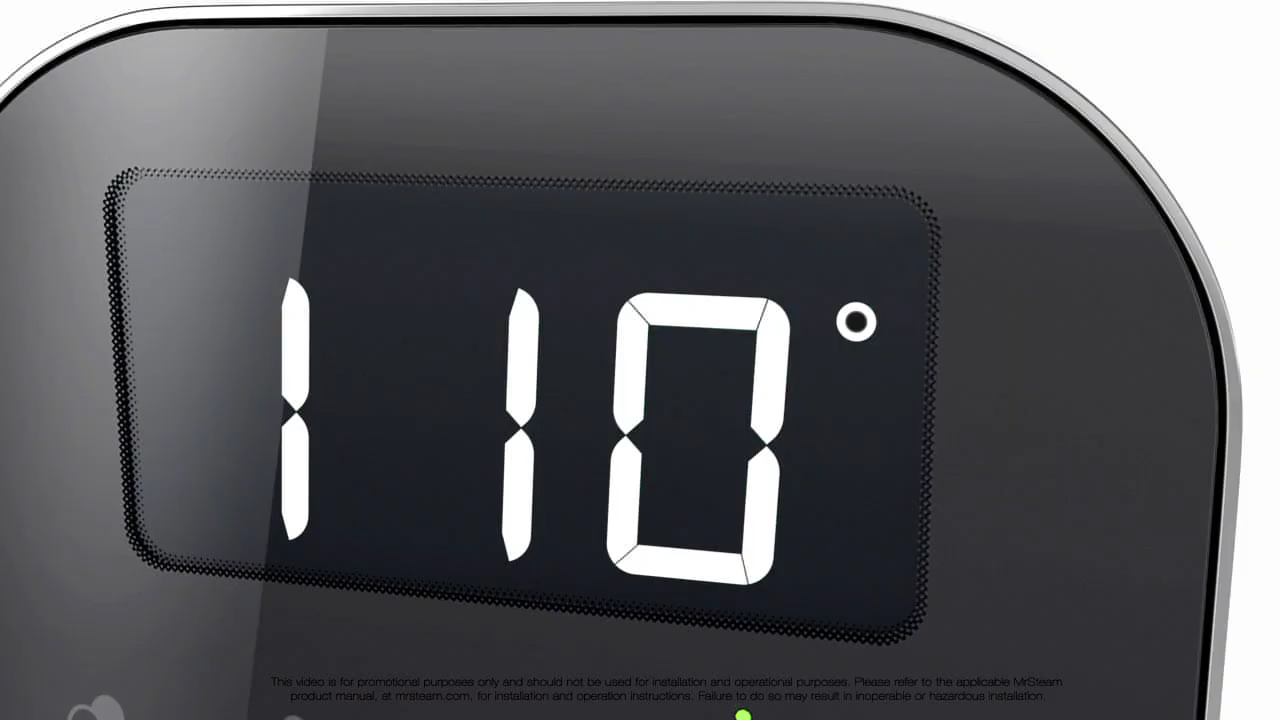 110°
This video is for promotional purposes only and should not be used for installation and operational purposes. Please refer to the applicable MrSteam
product manual, at mrsteam.com, for installation and operation instructions. Failure to do so may result in inoperable or hazardous installation.